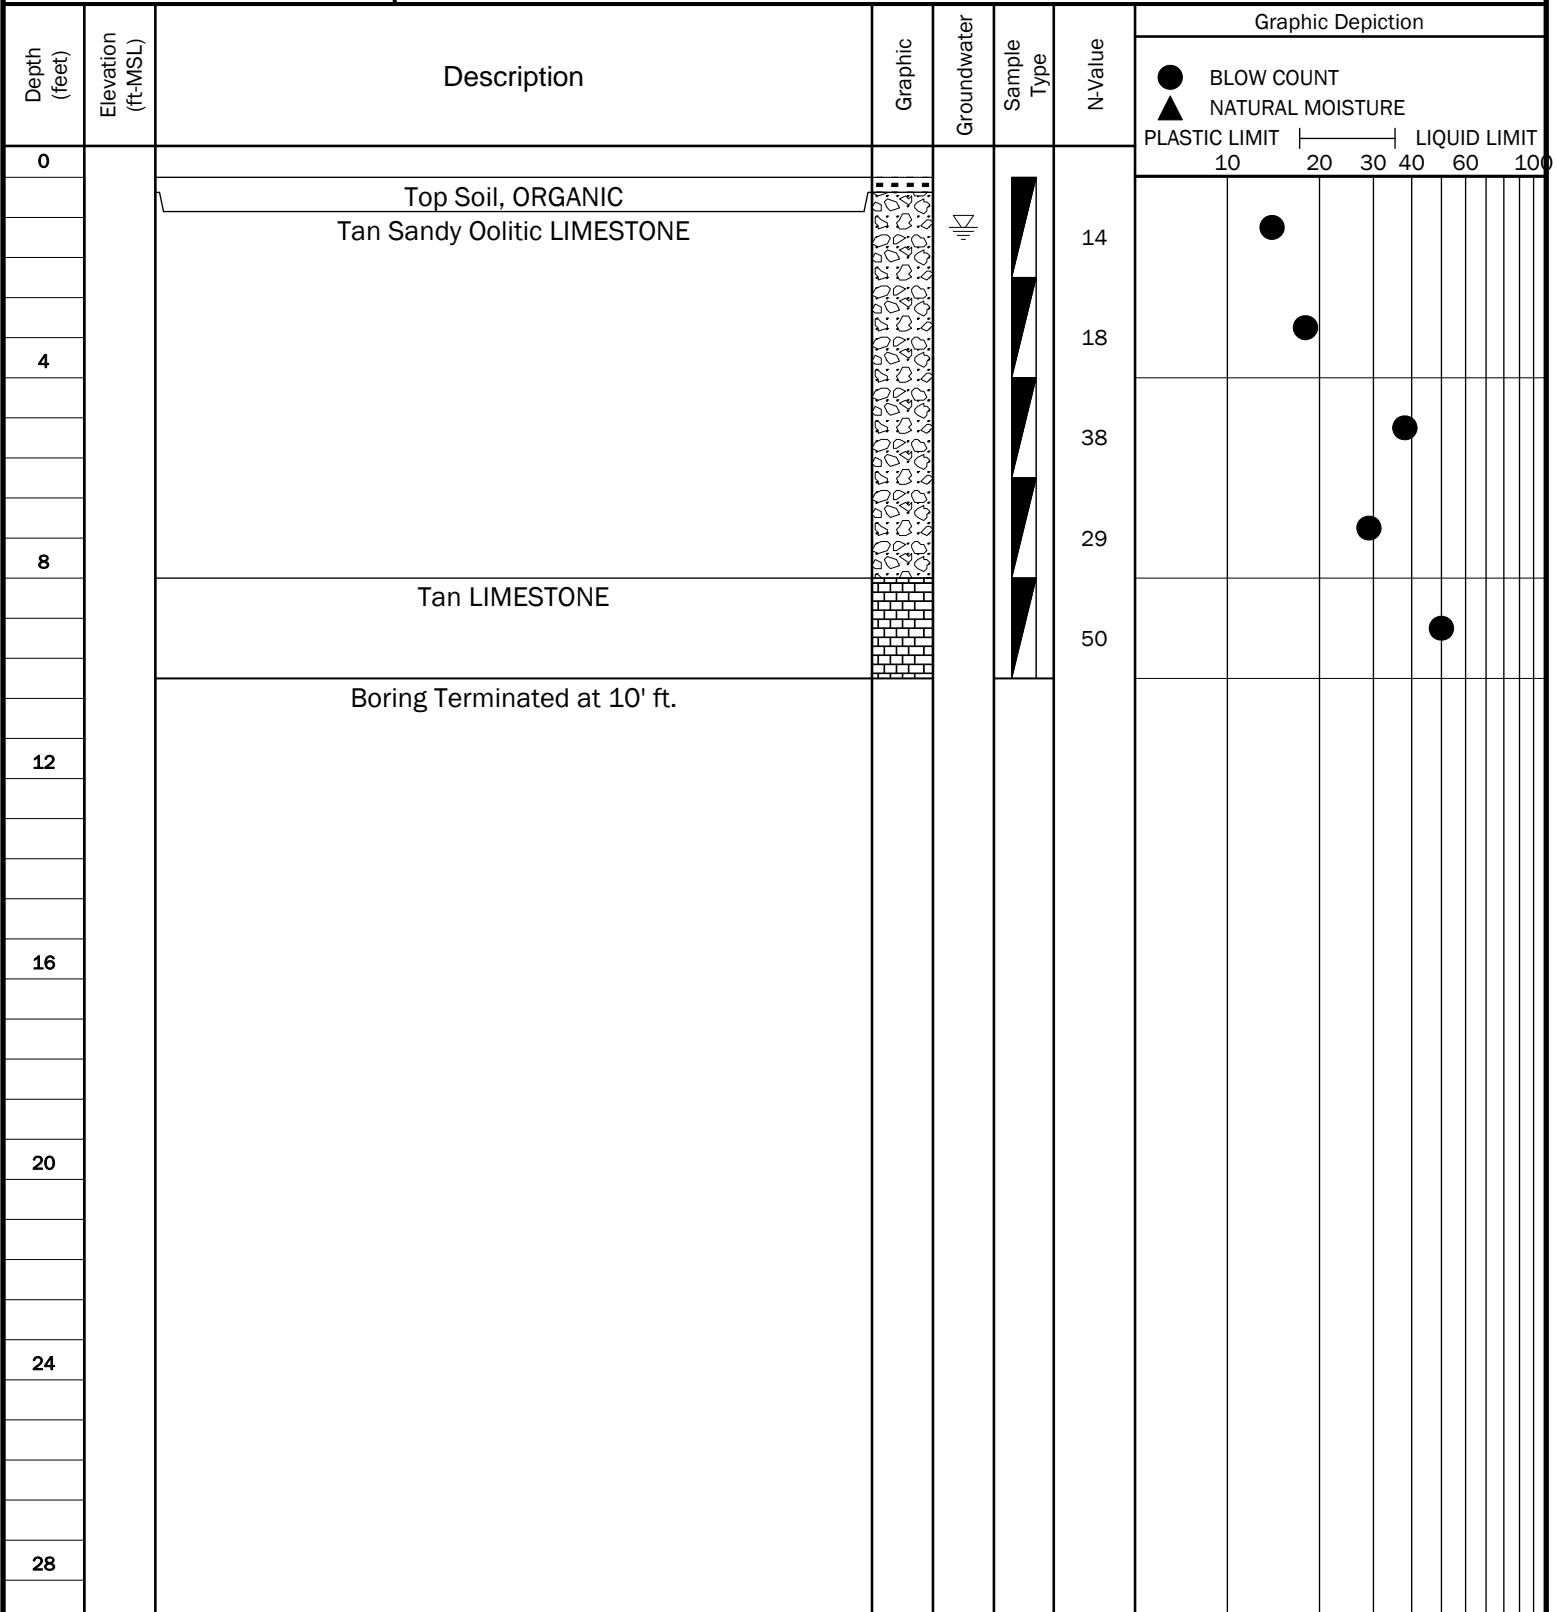 Depth
(feet)
Elevation
(ft-MSL)
Description
Graphic
Groundwater
Sample
Type
N-Value
Graphic Depiction
BLOW COUNT
NATURAL MOISTURE
PLASTIC LIMIT LIQUID LIMIT
10 20 30 40 60 100
0
Top Soil, ORGANIC
Tan Sandy Oolitic LIMESTONE
14
18
4
38
29
8
Tan LIMESTONE
50
Boring Terminated at 10' ft.
12
16
20
24
28